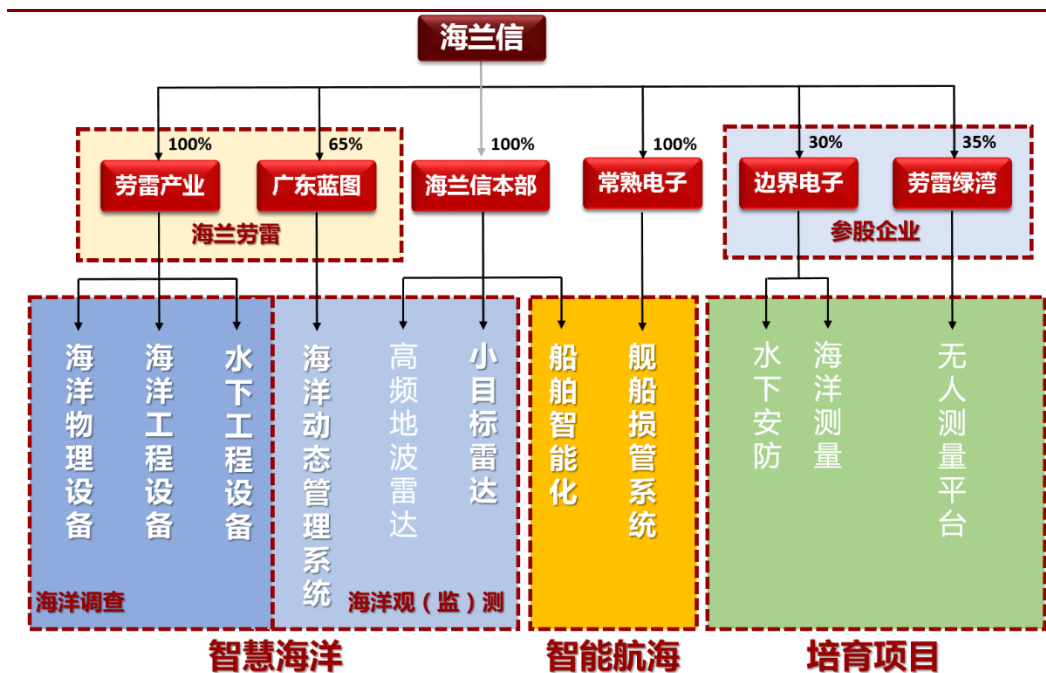 海兰信
100%
65%
100%
100%
30%
35%
劳雷产业
广东蓝图
海兰信本部
常熟电子
边界电子
劳雷绿湾
海兰劳雷
参股企业
海洋物理设备
海洋工程设备
水下工程设备
海洋动态管理系统
高频地波雷达
小目标雷达
船舶智能化
舰船损管系统
水下安防
海洋测量
无人测量平台
海洋调查
海洋观（监）测
智慧海洋
智能航海
培育项目